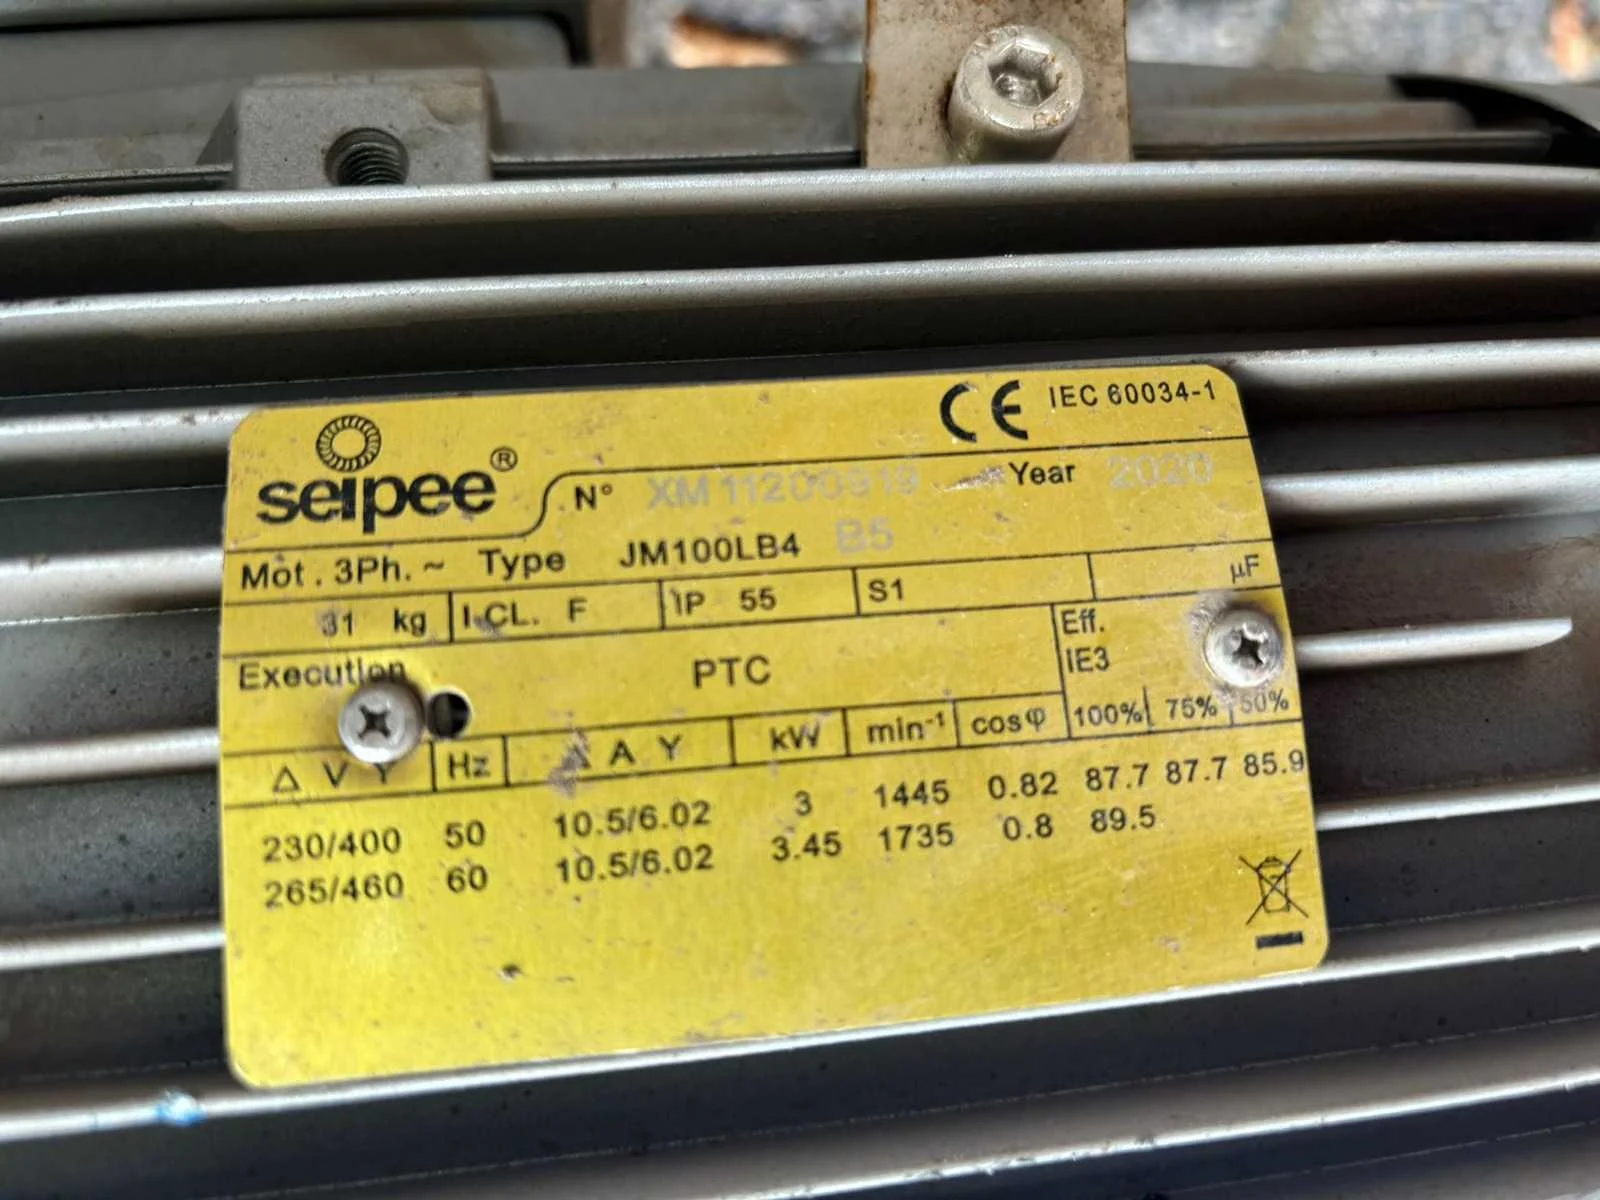 CE IEC 60034-1
seipee®
N° XM11200919 Year 2020
Mot. 3Ph. ~ Type JM100LB4 B5
31 kg I.CL. F IP 55 S1 µF
Execution PTC Eff. IE3
Δ V Y Hz Δ A Y kW min-1 cosφ 100% 75% 50%
230/400 50 10.5/6.02 3 1445 0.82 87.7 87.7 85.9
265/460 60 10.5/6.02 3.45 1735 0.8 89.5